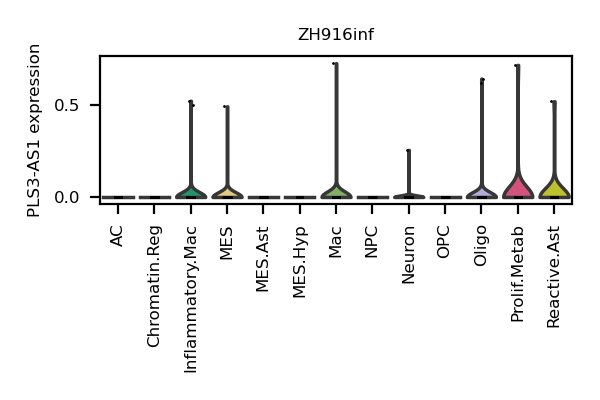 ZH916inf
PLS3-AS1 expression
0.5
0.0
AC
Chromatin.Reg
Inflammatory.Mac
MES
MES.Ast
MES.Hyp
Mac
NPC
Neuron
OPC
Oligo
Prolif.Metab
Reactive.Ast